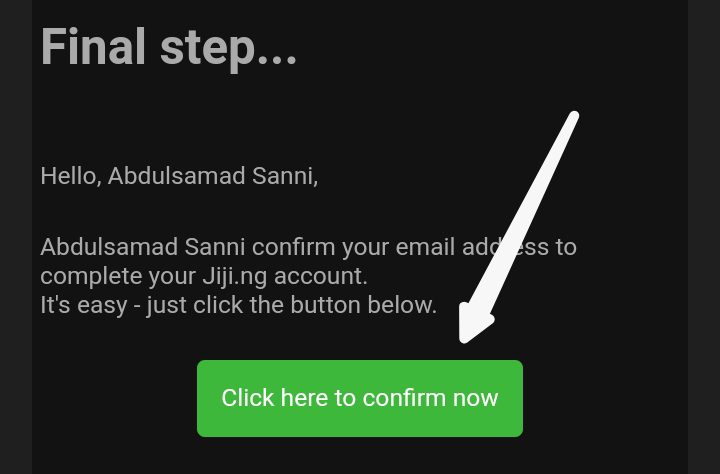 Final step...
Hello, Abdulsamad Sanni,
Abdulsamad Sanni confirm your email address to
complete your Jiji.ng account.
It's easy - just click the button below.
Click here to confirm now